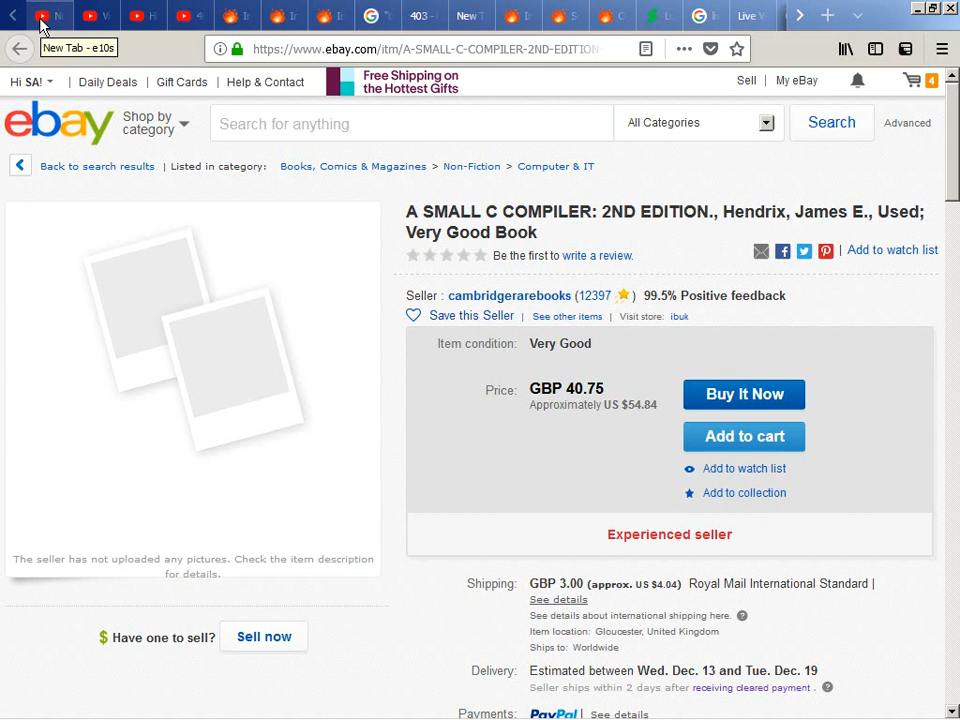 403 -
New T
Live V
New Tab - e10s
https://www.ebay.com/itm/A-SMALL-C-COMPILER-2ND-EDITION-
Hi SA!
Daily Deals
Gift Cards
Help & Contact
Free Shipping on
the Hottest Gifts
Sell
My eBay
4
ebay
Shop by
category
Search for anything
All Categories
Search
Advanced
Back to search results | Listed in category: Books, Comics & Magazines > Non-Fiction > Computer & IT
A SMALL C COMPILER: 2ND EDITION., Hendrix, James E., Used;
Very Good Book
Be the first to write a review.
| Add to watch list
Seller : cambridgerarebooks (12397 ) 99.5% Positive feedback
Save this Seller | See other items | Visit store: ibuk
Item condition: Very Good
Price: GBP 40.75
Approximately US $54.84
Buy It Now
Add to cart
Add to watch list
Add to collection
Experienced seller
The seller has not uploaded any pictures. Check the item description
for details.
$ Have one to sell? Sell now
Shipping: GBP 3.00 (approx. US $4.04) Royal Mail International Standard |
See details
See details about international shipping here. ?
Item location: Gloucester, United Kingdom
Ships to: Worldwide
Delivery: Estimated between Wed. Dec. 13 and Tue. Dec. 19
Seller ships within 2 days after receiving cleared payment . ?
Payments: PayPal | See details